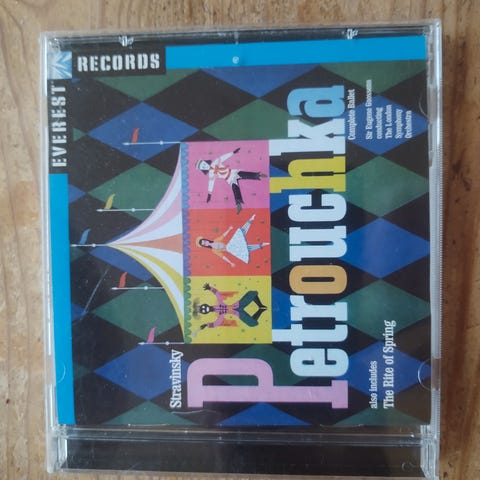 EVEREST RECORDS
Stravinsky
Petrouchka
Complete Ballet
Sir Eugene Goossens
conducting
The London
Symphony
Orchestra
also includes
The Rite of Spring